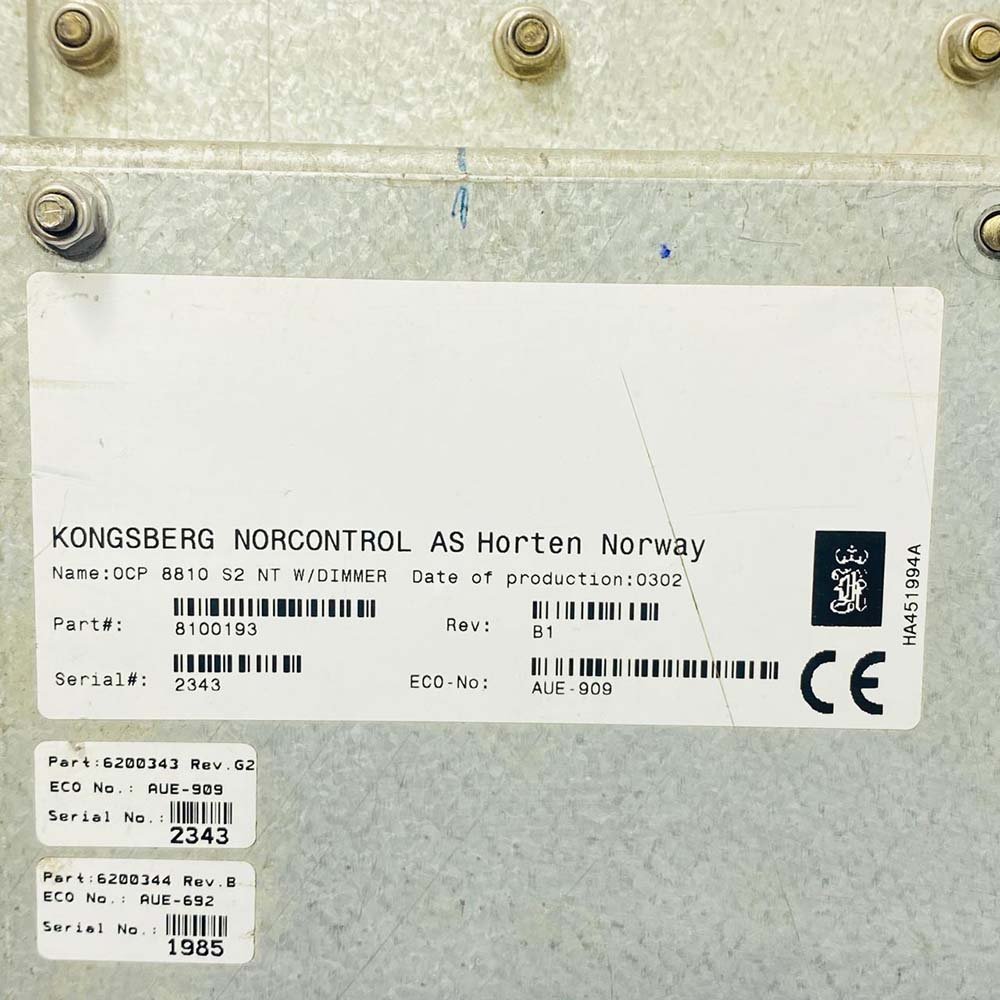 KONGSBERG NORCONTROL AS Horten Norway
Name:OCP 8810 S2 NT W/DIMMER Date of production:0302
Part#: 8100193 Rev: B1
Serial#: 2343 ECO-No: AUE-909
CE
HA451994A
Part:6200343 Rev.G2
ECO No.: AUE-909
Serial No.: 2343
Part:6200344 Rev.B
ECO No.: AUE-692
Serial No.: 1985